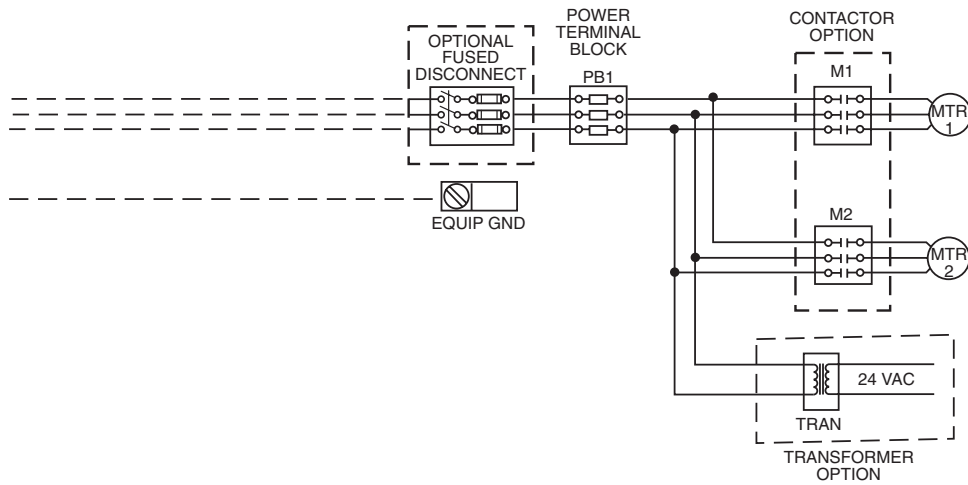 OPTIONAL
FUSED
DISCONNECT
POWER
TERMINAL
BLOCK
PB1
CONTACTOR
OPTION
M1
MTR
1
EQUIP GND
M2
MTR
2
24 VAC
TRAN
TRANSFORMER
OPTION